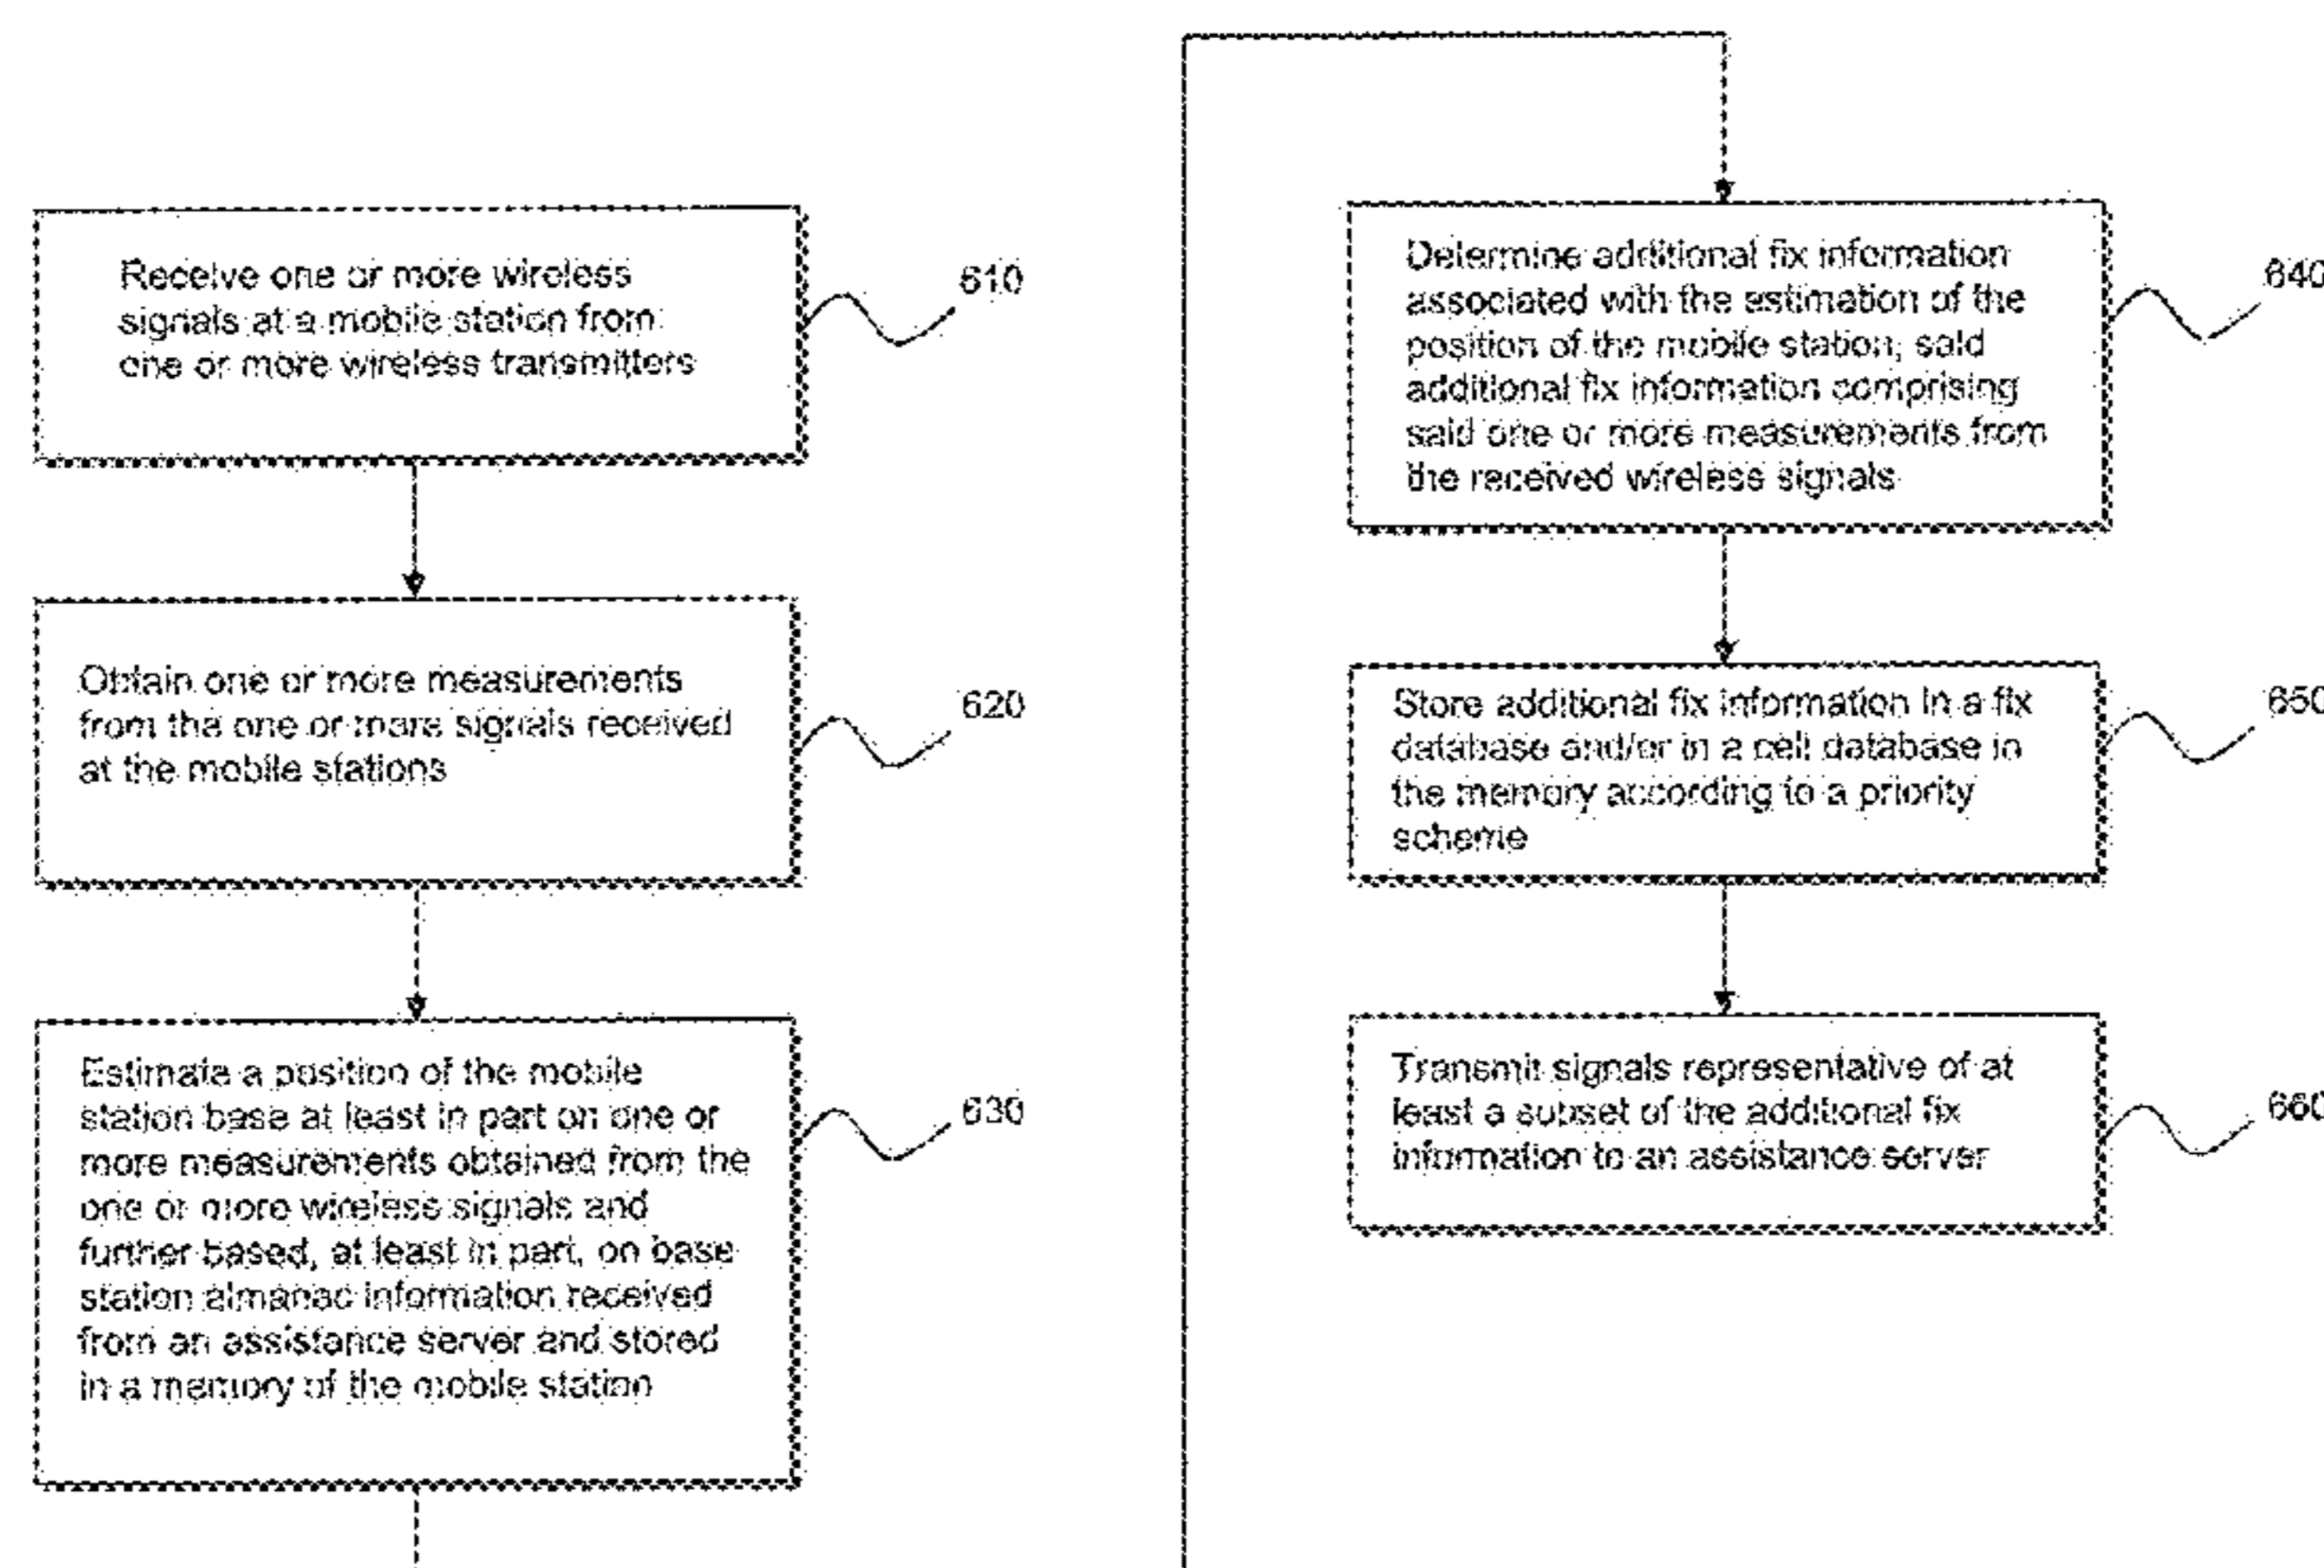 Receive one or more wireless
signals at a mobile station from
one or more wireless transmitters
610
Obtain one or more measurements
from the one or more signals received
at the mobile stations
620
Estimate a position of the mobile
station base at least in part on one or
more measurements obtained from the
one or more wireless signals and
further based, at least in part, on base
station almanac information received
from an assistance server and stored
in a memory of the mobile station
630
Determine additional fix information
associated with the estimation of the
position of the mobile station, said
additional fix information comprising
said one or more measurements from
the received wireless signals
640
Store additional fix information in a fix
database and/or in a cell database in
the memory according to a priority
scheme
650
Transmit signals representative of at
least a subset of the additional fix
information to an assistance server
660